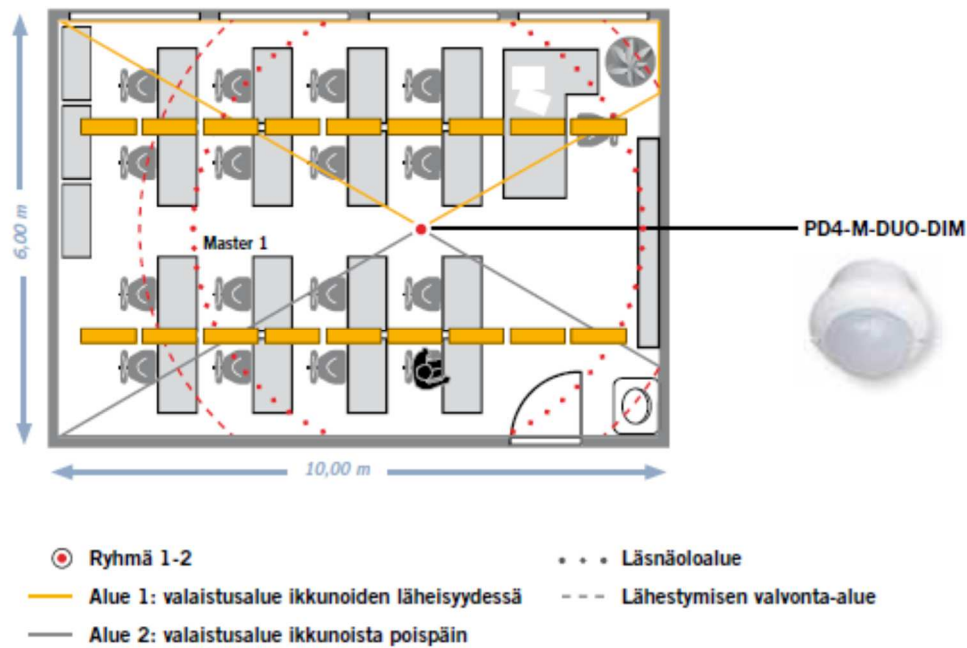 6,00 m
PD4-M-DUO-DIM
Master 1
10,00 m
Ryhmä 1-2
Läsnäoloalue
Alue 1: valaistusalue ikkunoiden läheisyydessä
Lähestymisen valvonta-alue
Alue 2: valaistusalue ikkunoista poispäin